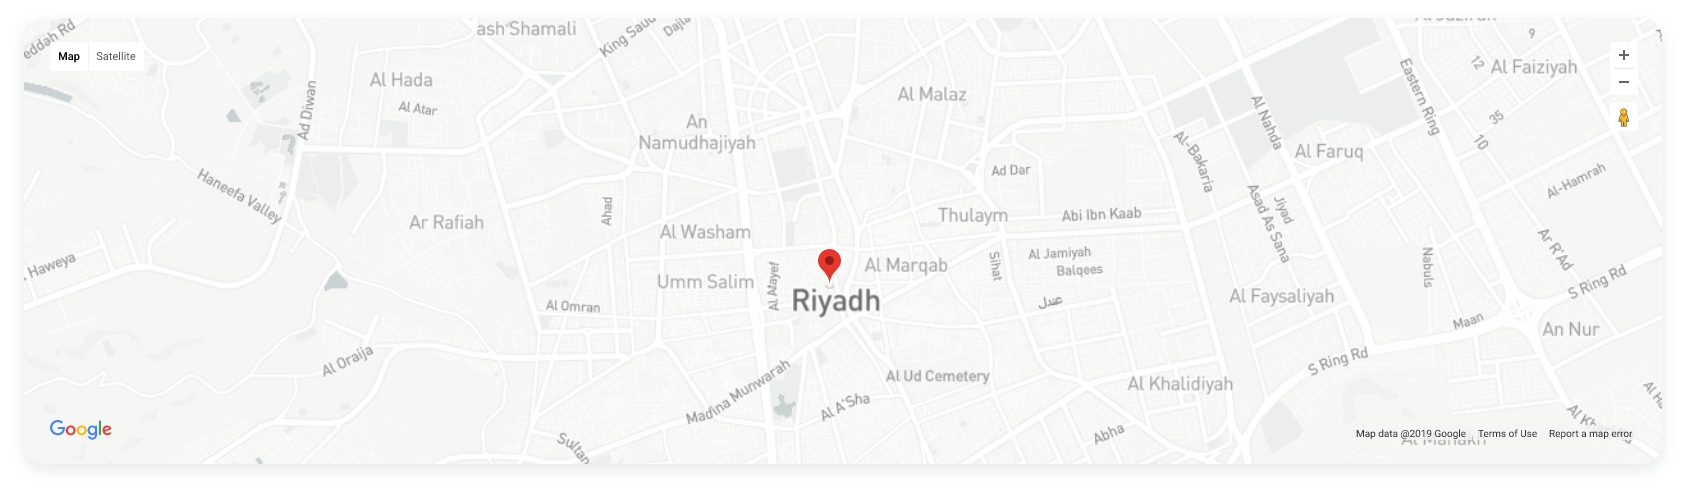 eddah Rd
ash Shamali
King Saud
Dajla
9
Map
Satellite
Al Hada
Al Atar
Ad Diwan
Al Malaz
Eastern Ring
12
Al Faiziyah
An
Namudhajiyah
Al Nahda
35
10
Al-Bakaria
Al Faruq
Haneefa Valley
Ad Dar
Al-Hamrah
Ar Rafiah
Ahad
Al Washam
Thulaym
Abi Ibn Kaab
Asad As Sana
Jiyad
Haweya
Umm Salim
Al Marqab
Sihat
Al Jamiyah
Balqees
Nabuls
Ar R'Ad
S Ring Rd
Al Omran
Riyadh
Al Faysaliyah
Maan
An Nur
Al Oraija
Madina Munwarah
Al Ud Cemetery
Al Khalidiyah
S Ring Rd
Al A'Sha
Google
Sultan
Abha
Map data @2019 Google
Terms of Use
Report a map error